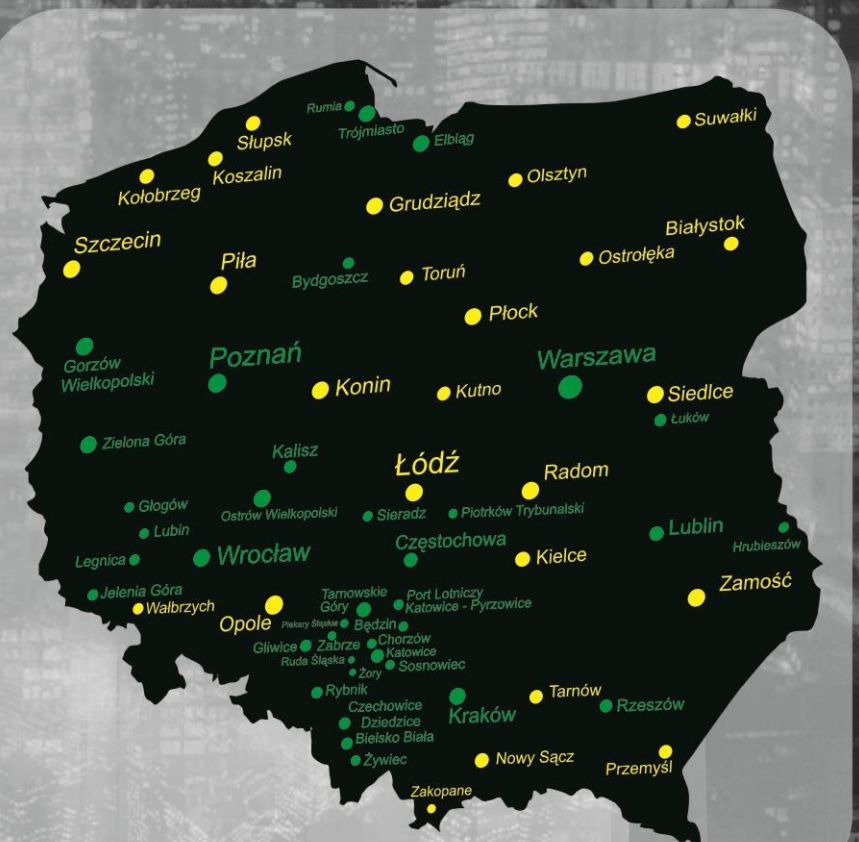 Rumia
Trójmiasto
Suwałki
Słupsk
Elbląg
Koszalin
Olsztyn
Kołobrzeg
Grudziądz
Białystok
Szczecin
Piła
Ostrołęka
Bydgoszcz
Toruń
Płock
Gorzów
Wielkopolski
Poznań
Warszawa
Konin
Kutno
Siedlce
Łuków
Zielona Góra
Kalisz
Łódź
Radom
Głogów
Ostrów Wielkopolski
Sieradz
Piotrków Trybunalski
Lubin
Lublin
Hrubieszów
Legnica
Wrocław
Częstochowa
Kielce
Jelenia Góra
Wałbrzych
Zamość
Opole
Tarnowskie
Góry
Port Lotniczy
Katowice - Pyrzowice
Piekary Śląskie
Będzin
Gliwice
Zabrze
Chorzów
Katowice
Ruda Śląska
Sosnowiec
Żory
Rybnik
Tarnów
Rzeszów
Czechowice
Dziedzice
Kraków
Bielsko Biała
Żywiec
Nowy Sącz
Przemyśl
Zakopane